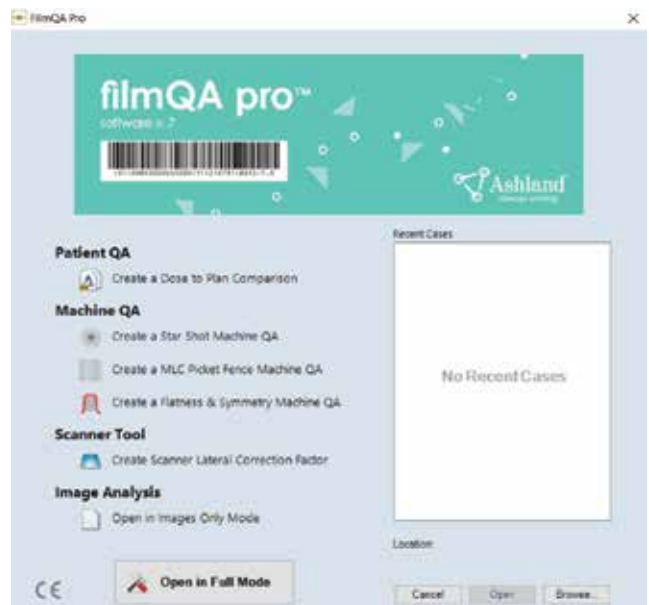 FilmQA Pro
filmQA pro™
software v.7
Ashland
Recent Cases
Patient QA
Create a Dose to Plan Comparison
Machine QA
Create a Star Shot Machine QA
Create a MLC Picket Fence Machine QA
No Recent Cases
Create a Flatness & Symmetry Machine QA
Scanner Tool
Create Scanner Lateral Correction Factor
Image Analysis
Open in Images Only Mode
Location:
CE
Open in Full Mode
Cancel
Open
Browse...